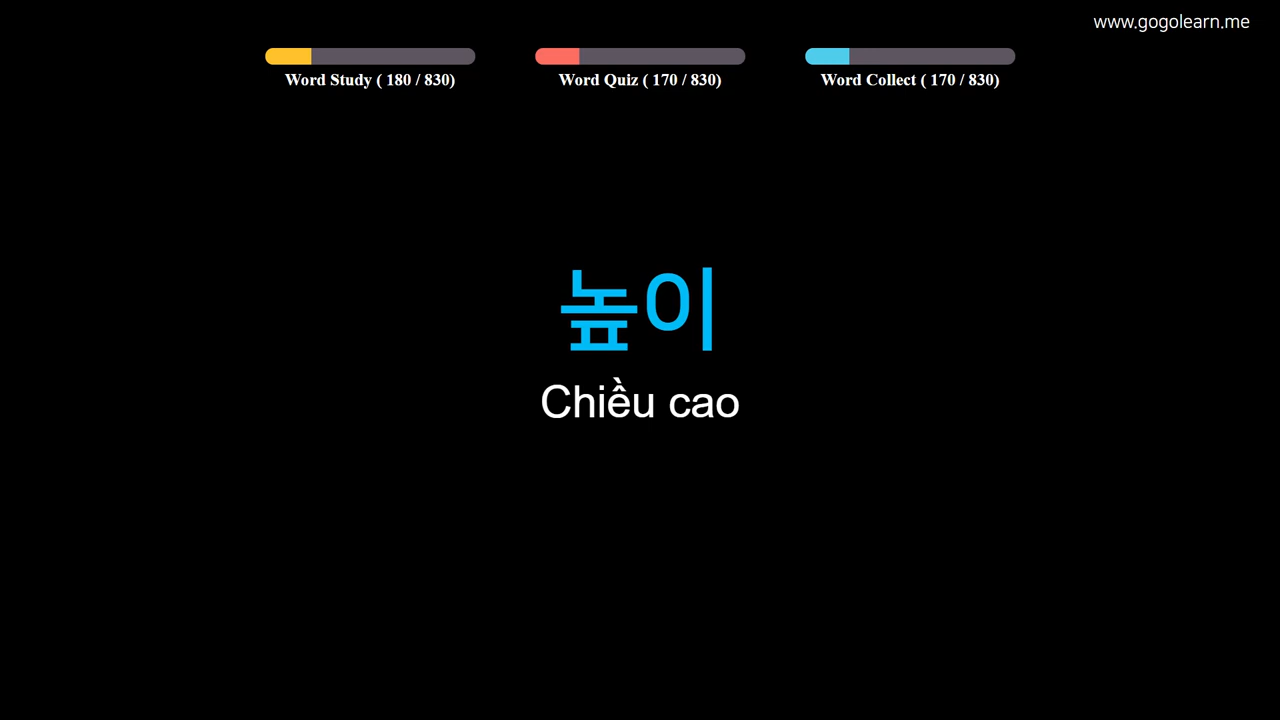 www.gogolearn.me
Word Study ( 180 / 830)
Word Quiz ( 170 / 830)
Word Collect ( 170 / 830)
높이
Chiều cao